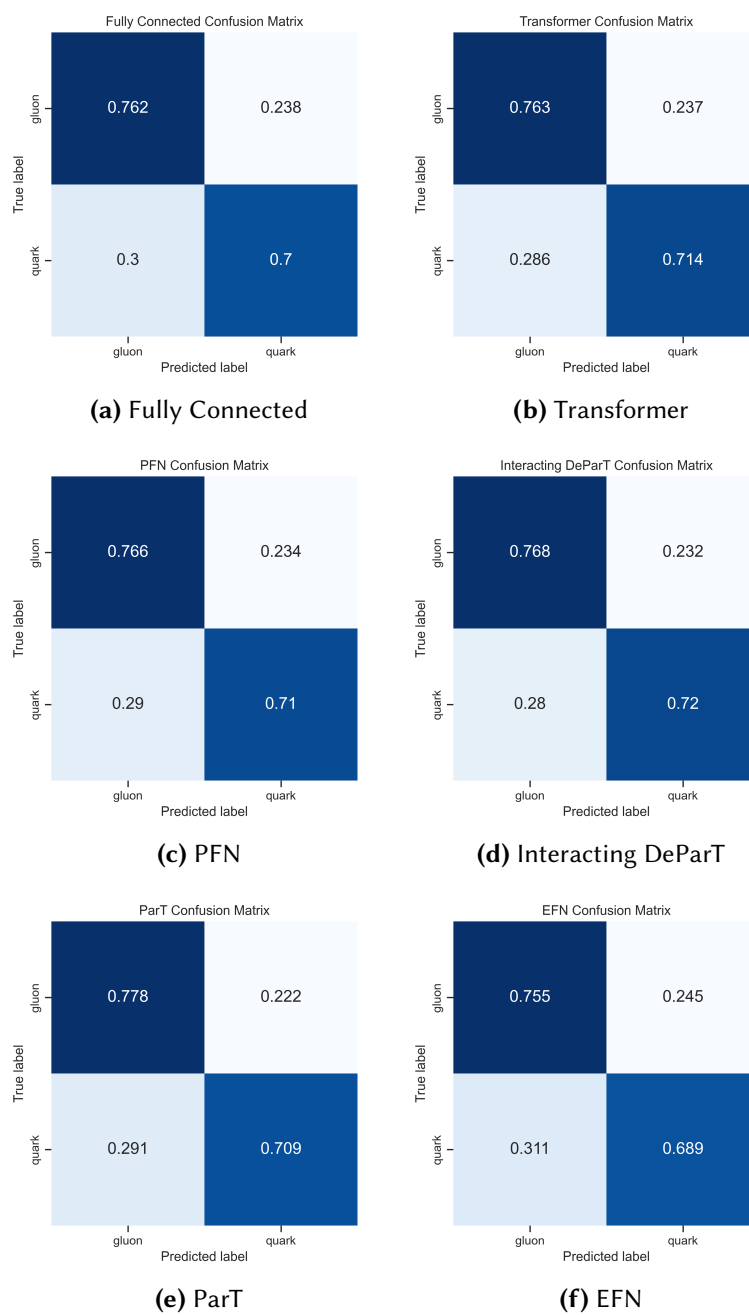 Fully Connected Confusion Matrix
True label
gluon
0.762
0.238
quark
0.3
0.7
gluon
quark
Predicted label
(a) Fully Connected
Transformer Confusion Matrix
True label
gluon
0.763
0.237
quark
0.286
0.714
gluon
quark
Predicted label
(b) Transformer
PFN Confusion Matrix
True label
gluon
0.766
0.234
quark
0.29
0.71
gluon
quark
Predicted label
(c) PFN
Interacting DeParT Confusion Matrix
True label
gluon
0.768
0.232
quark
0.28
0.72
gluon
quark
Predicted label
(d) Interacting DeParT
ParT Confusion Matrix
True label
gluon
0.778
0.222
quark
0.291
0.709
gluon
quark
Predicted label
(e) ParT
EFN Confusion Matrix
True label
gluon
0.755
0.245
quark
0.311
0.689
gluon
quark
Predicted label
(f) EFN